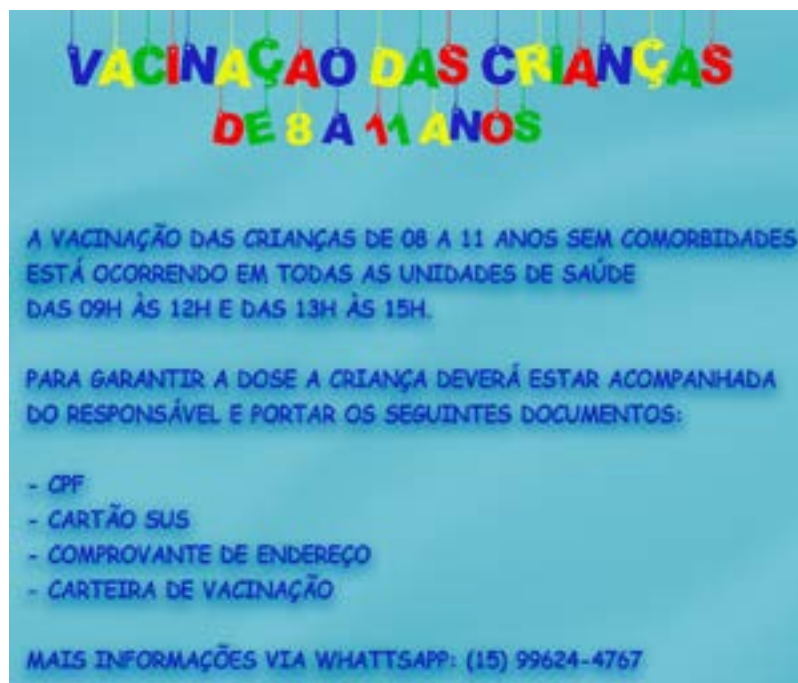 VACINAÇAO DAS CRIANÇAS
DE 8 A 11 ANOS
A VACINAÇÃO DAS CRIANÇAS DE 08 A 11 ANOS SEM COMORBIDADES
ESTÁ OCORRENDO EM TODAS AS UNIDADES DE SAÚDE
DAS 09H ÀS 12H E DAS 13H ÀS 15H.
PARA GARANTIR A DOSE A CRIANÇA DEVERÁ ESTAR ACOMPANHADA
DO RESPONSÁVEL E PORTAR OS SEGUINTES DOCUMENTOS:
- CPF
- CARTÃO SUS
- COMPROVANTE DE ENDEREÇO
- CARTEIRA DE VACINAÇÃO
MAIS INFORMAÇÕES VIA WHATTSAPP: (15) 99624-4767